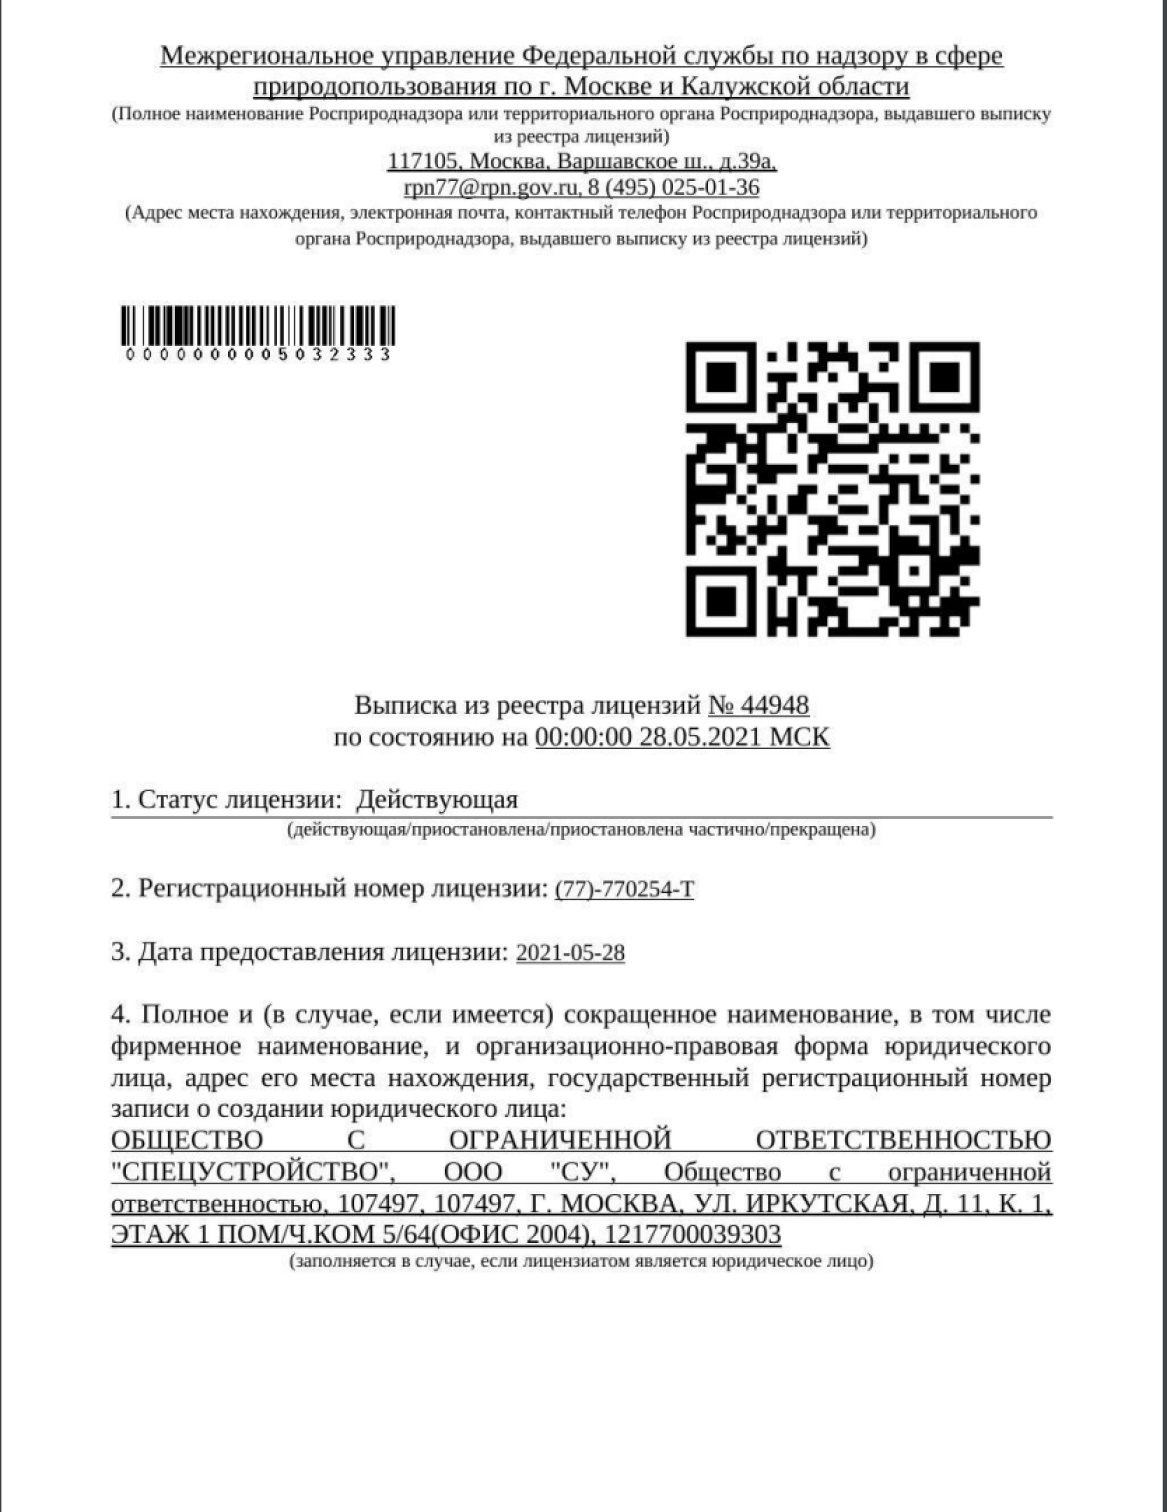 Межрегиональное управление Федеральной службы по надзору в сфере
природопользования по г. Москве и Калужской области
(Полное наименование Росприроднадзора или территориального органа Росприроднадзора, выдавшего выписку
из реестра лицензий)
117105, Москва, Варшавское ш., д.39а,
rpn77@rpn.gov.ru, 8 (495) 025-01-36
(Адрес места нахождения, электронная почта, контактный телефон Росприроднадзора или территориального
органа Росприроднадзора, выдавшего выписку из реестра лицензий)
0000000005032333
Выписка из реестра лицензий № 44948
по состоянию на 00:00:00 28.05.2021 МСК
1. Статус лицензии: Действующая
(действующая/приостановлена/приостановлена частично/прекращена)
2. Регистрационный номер лицензии: (77)-770254-Т
3. Дата предоставления лицензии: 2021-05-28
4. Полное и (в случае, если имеется) сокращенное наименование, в том числе
фирменное наименование, и организационно-правовая форма юридического
лица, адрес его места нахождения, государственный регистрационный номер
записи о создании юридического лица:
ОБЩЕСТВО С ОГРАНИЧЕННОЙ ОТВЕТСТВЕННОСТЬЮ
"СПЕЦУСТРОЙСТВО", ООО "СУ", Общество с ограниченной
ответственностью, 107497, 107497, Г. МОСКВА, УЛ. ИРКУТСКАЯ, Д. 11, К. 1,
ЭТАЖ 1 ПОМ/Ч.КОМ 5/64(ОФИС 2004), 1217700039303
(заполняется в случае, если лицензиатом является юридическое лицо)